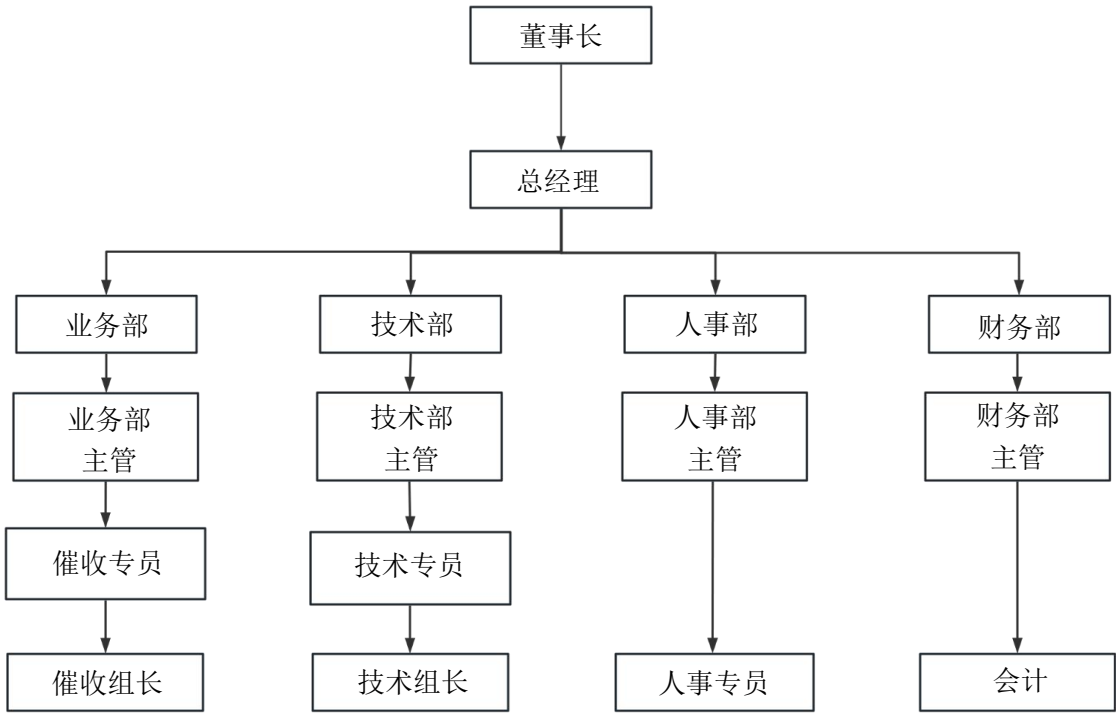 董事长
总经理
业务部
技术部
人事部
财务部
业务部
主管
技术部
主管
人事部
主管
财务部
主管
催收专员
技术专员
催收组长
技术组长
人事专员
会计